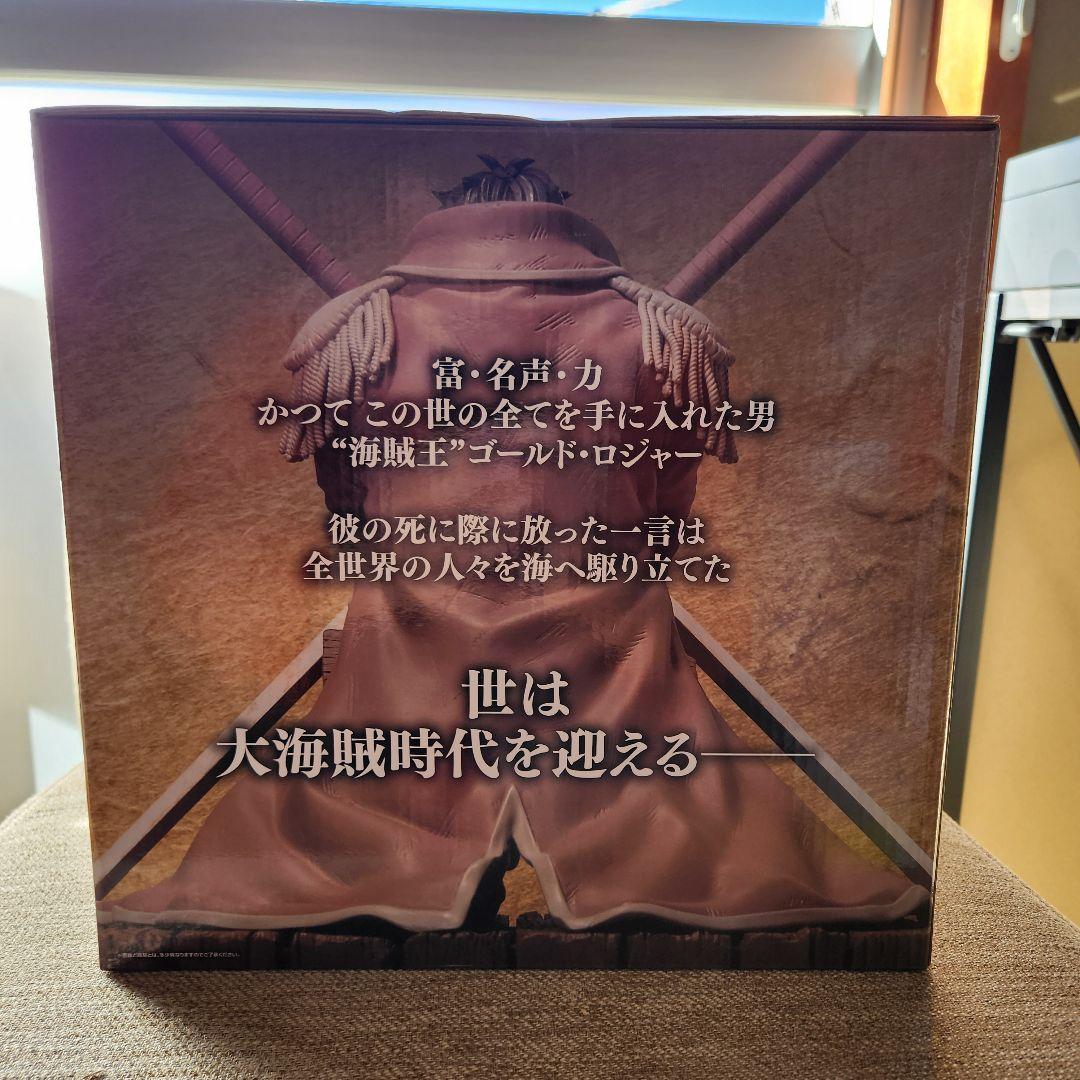 富・名声・力
かつて この世の全てを手に入れた男
“海賊王”ゴールド・ロジャー
彼の死に際に放った一言は
全世界の人々を海へ駆り立てた
世は
大海賊時代を迎える──